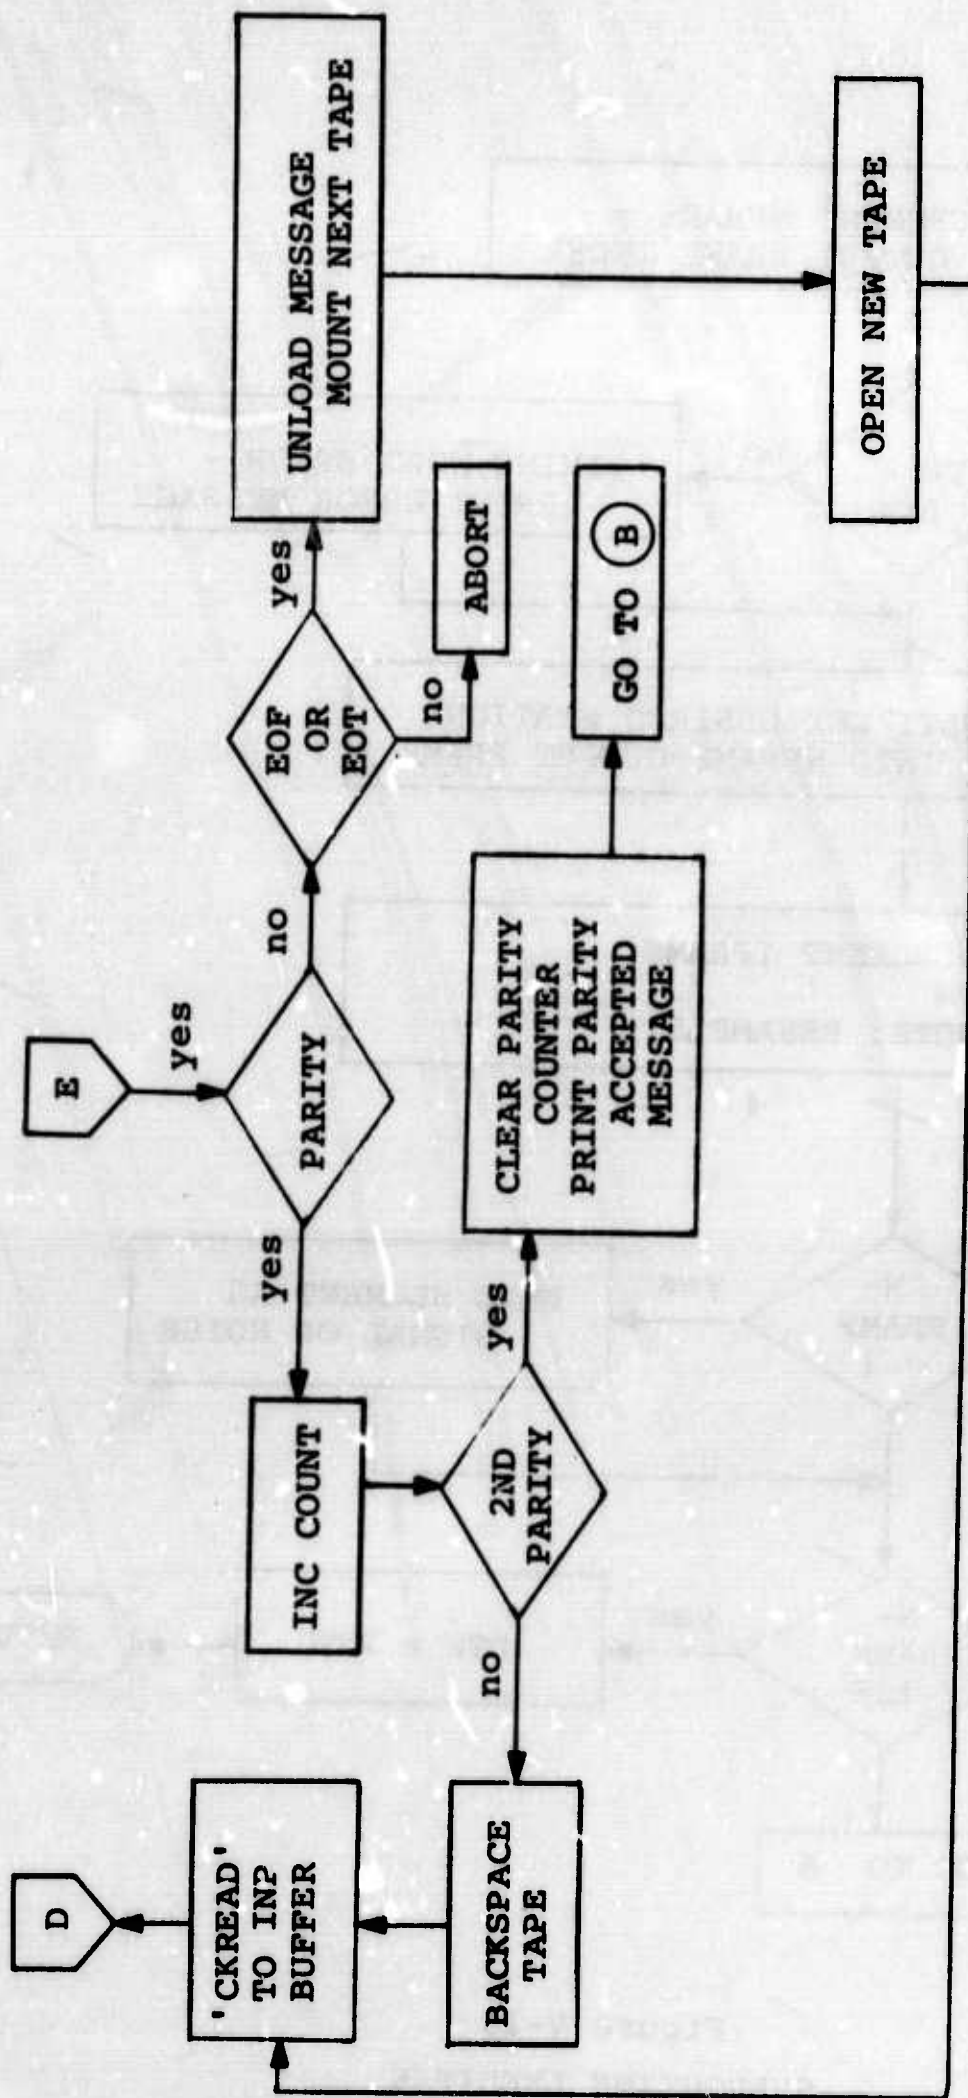 D
'CKREAD'
TO INP
BUFFER
BACKSPACE
TAPE
no
INC COUNT
2ND
PARITY
yes
E
yes
PARITY
yes
no
CLEAR PARITY
COUNTER
PRINT PARITY
ACCEPTED
MESSAGE
GO TO B
EOF
OR
EOT
no
ABORT
yes
UNLOAD MESSAGE
MOUNT NEXT TAPE
OPEN NEW TAPE